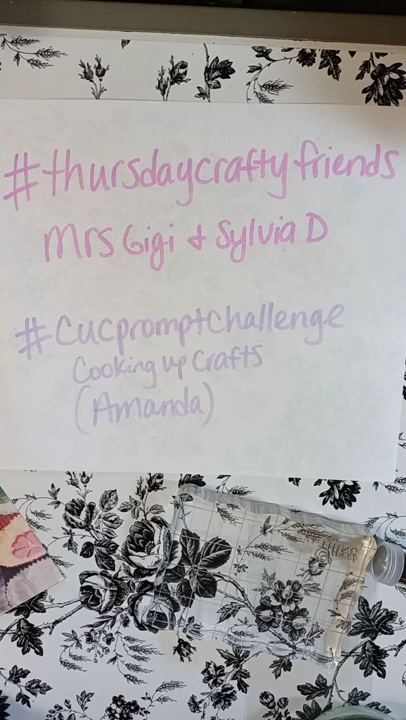 #thursdaycraftyfriends
Mrs Gigi & Sylvia D
#Cucpromptchallenge
Cooking up Crafts
(Amanda)